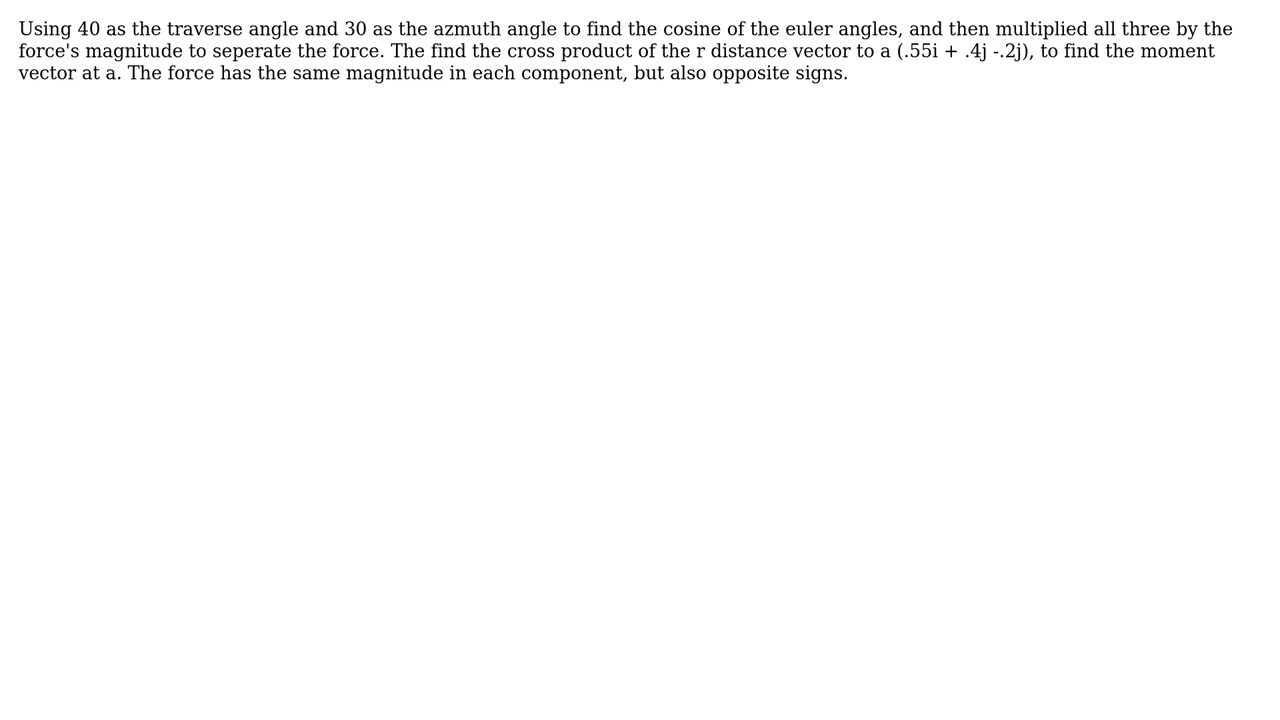 Using 40 as the traverse angle and 30 as the azmuth angle to find the cosine of the euler angles, and then multiplied all three by the
force's magnitude to seperate the force. The find the cross product of the r distance vector to a (.55i + .4j -.2j), to find the moment
vector at a. The force has the same magnitude in each component, but also opposite signs.